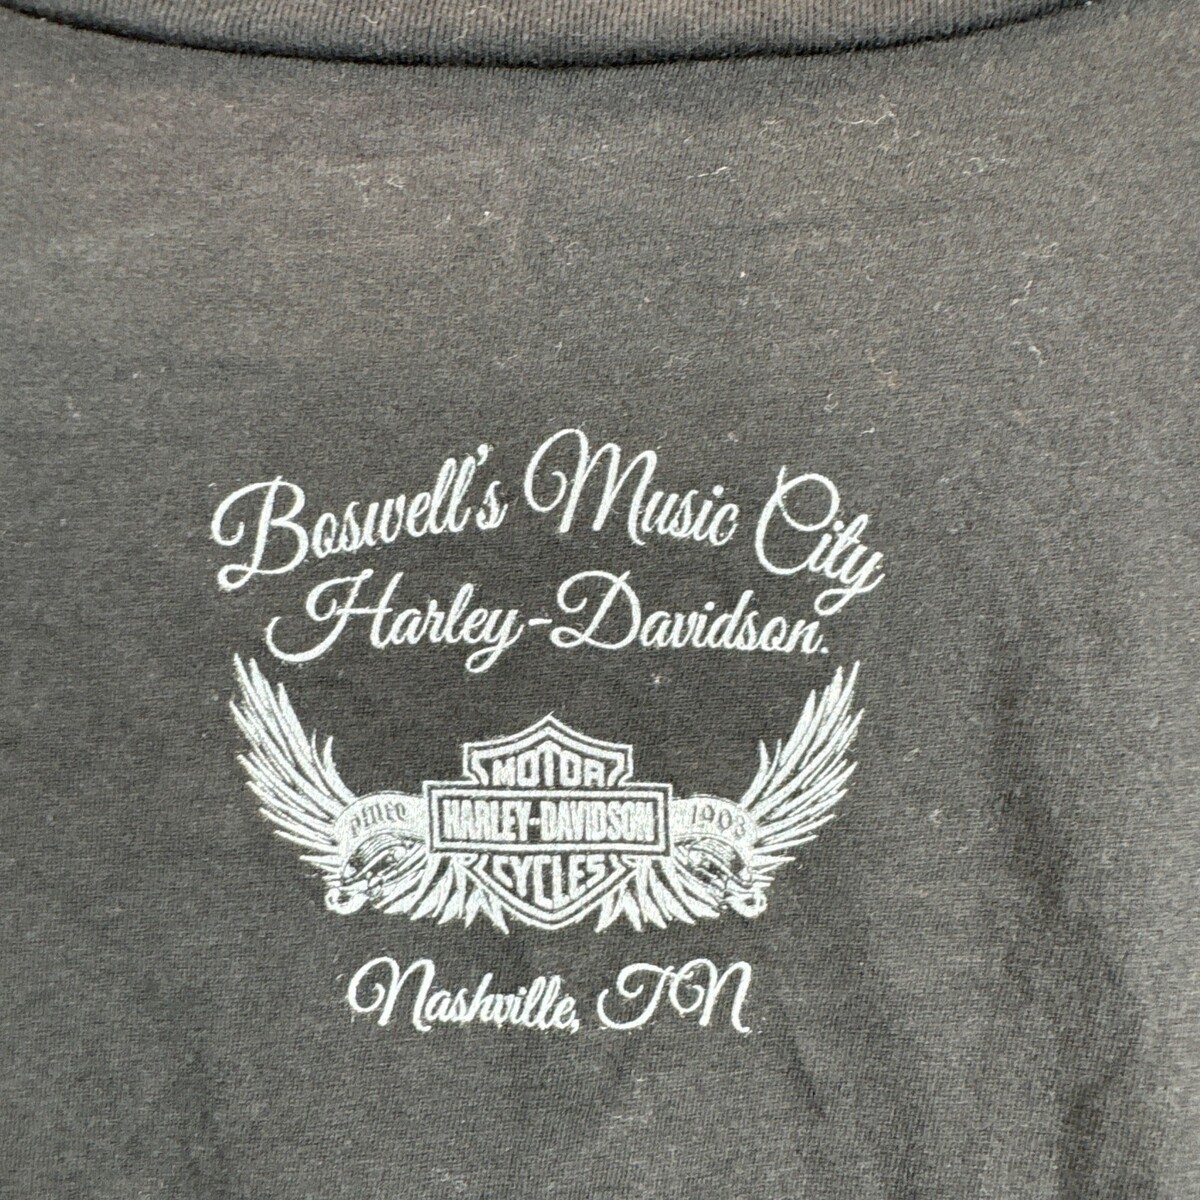 Boswell's Music City
Harley-Davidson.
MOTOR
HARLEY-DAVIDSON
1903
CYCLES
Nashville, TN